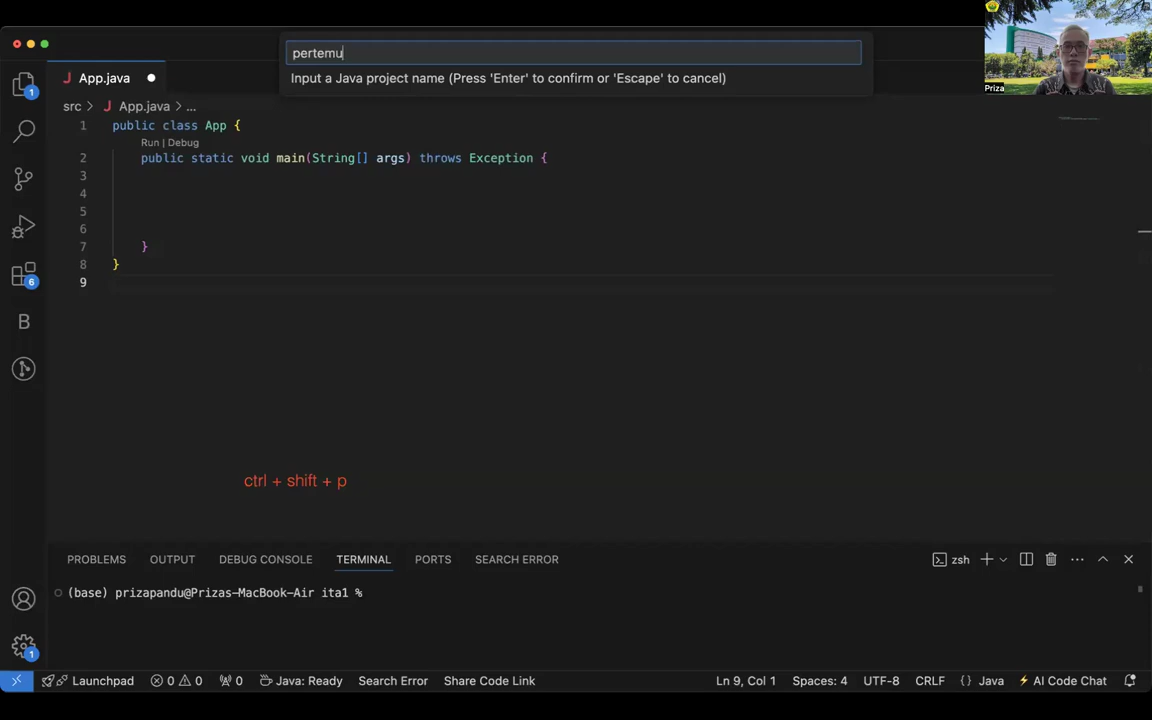 pertemu
Input a Java project name (Press 'Enter' to confirm or 'Escape' to cancel)
Priza
App.java
src > App.java > ...
1 public class App {
Run | Debug
2 public static void main(String[] args) throws Exception {
3
4
5
6
7 }
8 }
9
1
6
B
ctrl + shift + p
PROBLEMS OUTPUT DEBUG CONSOLE TERMINAL PORTS SEARCH ERROR
zsh
(base) prizapandu@Prizas-MacBook-Air ita1 %
1
Launchpad 0 0 0 Java: Ready Search Error Share Code Link Ln 9, Col 1 Spaces: 4 UTF-8 CRLF {} Java AI Code Chat